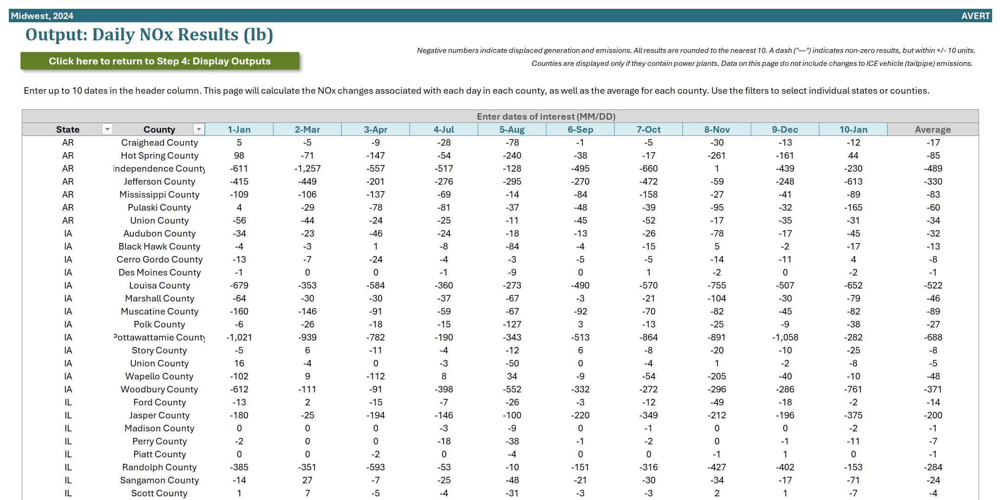 Midwest, 2024 AVERT
Output: Daily NOx Results (lb)
Negative numbers indicate displaced generation and emissions. All results are rounded to the nearest 10. A dash ("—") indicates non-zero results, but within +/- 10 units.
Click here to return to Step 4: Display Outputs
Counties are displayed only if they contain power plants. Data on this page do not include changes to ICE vehicle (tailpipe) emissions.
Enter up to 10 dates in the header column. This page will calculate the NOx changes associated with each day in each county, as well as the average for each county. Use the filters to select individual states or counties.
Enter dates of interest (MM/DD)
State County 1-Jan 2-Mar 3-Apr 4-Jul 5-Aug 6-Sep 7-Oct 8-Nov 9-Dec 10-Jan Average
AR Craighead County 5 -5 -9 -28 -78 -1 -5 -30 -13 -12 -17
AR Hot Spring County 98 -71 -147 -54 -240 -38 -17 -261 -161 44 -85
AR Independence County -611 -1,257 -557 -517 -128 -495 -660 1 -439 -230 -489
AR Jefferson County -415 -449 -201 -276 -295 -270 -472 -59 -248 -613 -330
AR Mississippi County -109 -106 -137 -69 -14 -84 -158 -27 -41 -89 -83
AR Pulaski County 4 -29 -78 -81 -37 -48 -39 -95 -32 -165 -60
AR Union County -56 -44 -24 -25 -11 -45 -52 -17 -35 -31 -34
IA Audubon County -34 -23 -46 -24 -18 -13 -26 -78 -17 -45 -32
IA Black Hawk County -4 -3 1 -8 -84 -4 -15 5 -2 -17 -13
IA Cerro Gordo County -13 -7 -24 -4 -3 -5 -5 -14 -11 4 -8
IA Des Moines County -1 0 0 -1 -9 0 1 -2 0 -2 -1
IA Louisa County -679 -353 -584 -360 -273 -490 -570 -755 -507 -652 -522
IA Marshall County -64 -30 -30 -37 -67 -3 -21 -104 -30 -79 -46
IA Muscatine County -160 -146 -91 -59 -67 -92 -70 -82 -45 -82 -89
IA Polk County -6 -26 -18 -15 -127 3 -13 -25 -9 -38 -27
IA Pottawattamie County -1,021 -939 -782 -190 -343 -513 -864 -891 -1,058 -282 -688
IA Story County -5 6 -11 -4 -12 6 -8 -20 -10 -25 -8
IA Union County 16 -4 0 -3 -50 0 -4 1 -2 -8 -5
IA Wapello County -102 9 -112 8 34 -9 -54 -205 -40 -10 -48
IA Woodbury County -612 -111 -91 -398 -552 -332 -272 -296 -286 -761 -371
IL Ford County -13 2 -15 -7 -26 -3 -12 -49 -18 -2 -14
IL Jasper County -180 -25 -194 -146 -100 -220 -349 -212 -196 -375 -200
IL Madison County 0 0 0 -3 -9 0 -1 0 0 -2 -1
IL Perry County -2 0 0 -18 -38 -1 -2 0 -1 -11 -7
IL Piatt County 0 0 -2 0 -4 0 0 -1 1 0 -1
IL Randolph County -385 -351 -593 -53 -10 -151 -316 -427 -402 -153 -284
IL Sangamon County -14 27 -7 -25 -48 -21 -30 -34 -17 -71 -24
IL Scott County 1 7 -5 -4 -31 -3 -3 2 1 -7 -4